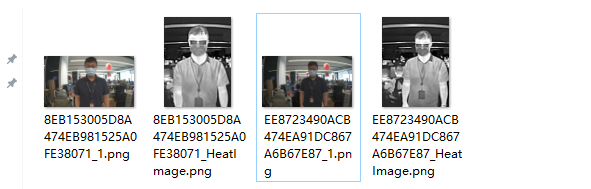 8EB153005D8A
474EB981525A0
FE38071_1.png
8EB153005D8A
474EB981525A0
FE38071_HeatI
mage.png
EE8723490ACB
474EA91DC867
A6B67E87_1.pn
g
EE8723490ACB
474EA91DC867
A6B67E87_Heat
Image.png